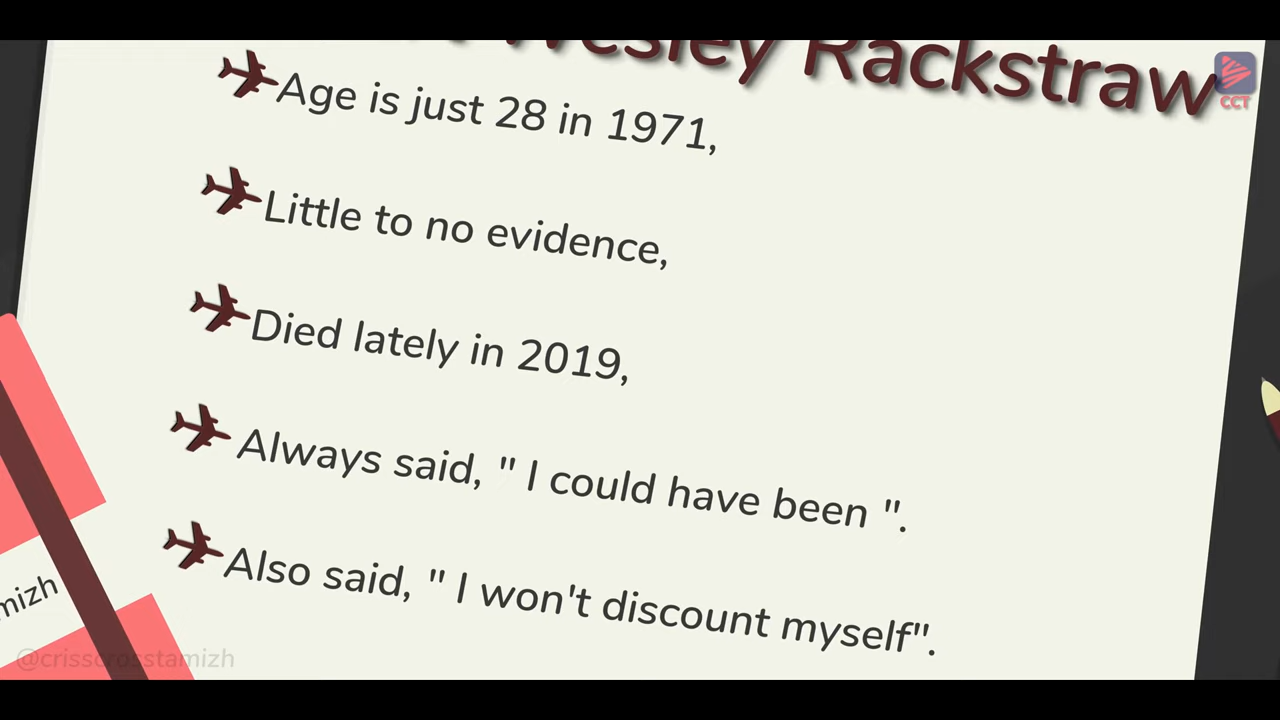 Wesley Rackstraw
CCT
Age is just 28 in 1971,
Little to no evidence,
Died lately in 2019,
Always said, " I could have been ".
Also said, " I won't discount myself".
mizh
@crisscrosstamizh